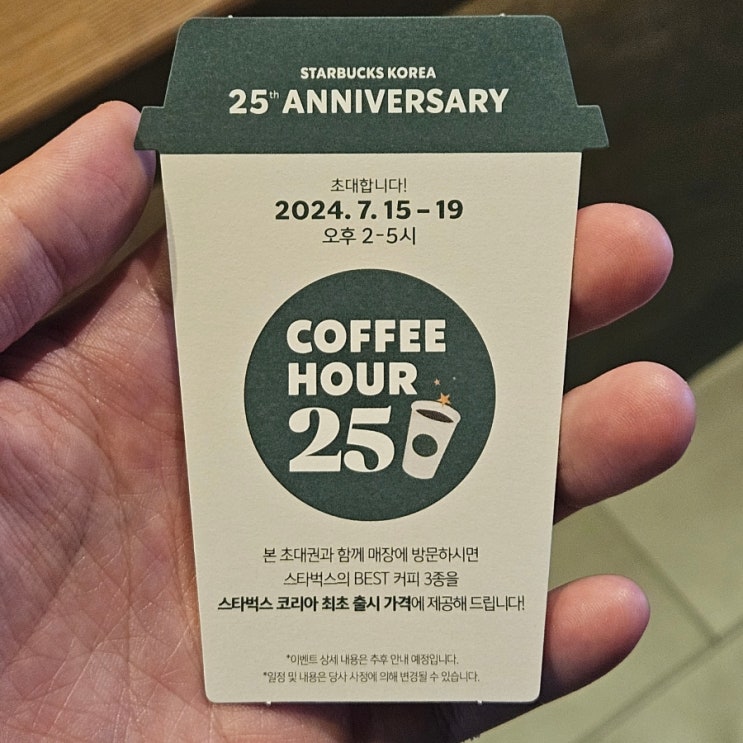 STARBUCKS KOREA
25th ANNIVERSARY
초대합니다!
2024. 7. 15 – 19
오후 2-5시
COFFEE
HOUR
25
본 초대권과 함께 매장에 방문하시면
스타벅스의 BEST 커피 3종을
스타벅스 코리아 최초 출시 가격에 제공해 드립니다!
*이벤트 상세 내용은 추후 안내 예정입니다.
*일정 및 내용은 당사 사정에 의해 변경될 수 있습니다.